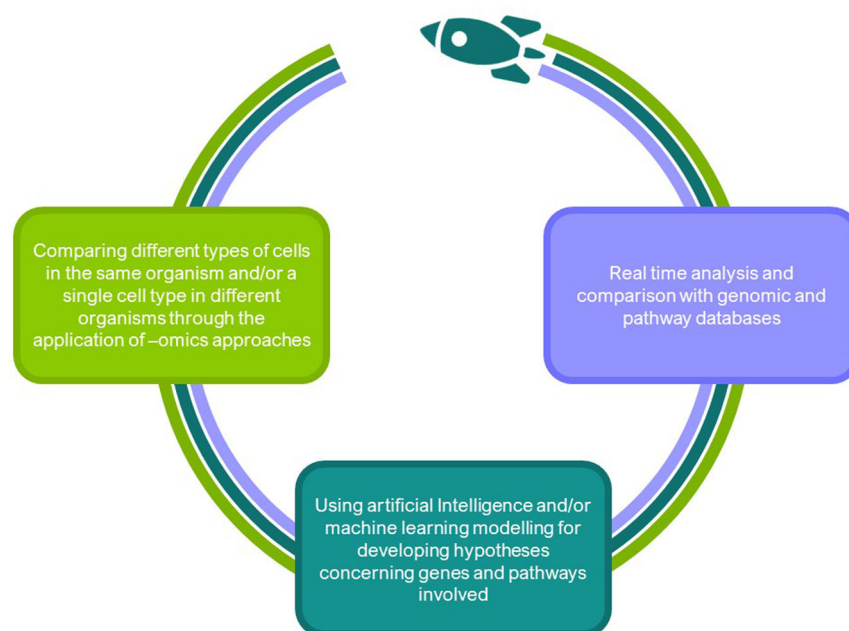 Comparing different types of cells
in the same organism and/or a
single cell type in different
organisms through the
application of –omics approaches
Real time analysis and
comparison with genomic and
pathway databases
Using artificial Intelligence and/or
machine learning modelling for
developing hypotheses
concerning genes and pathways
involved